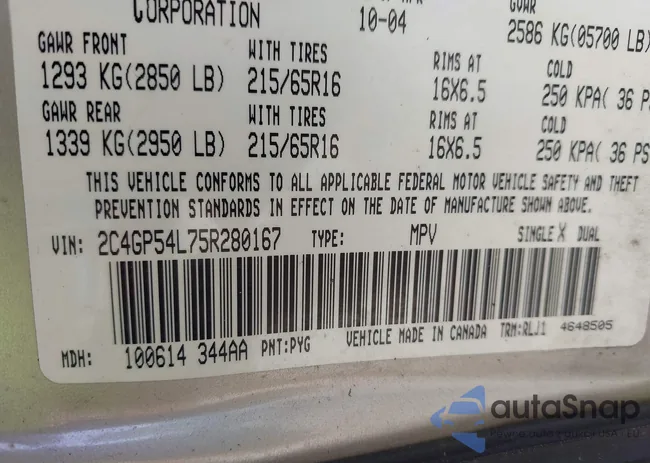 CORPORATION 10-04 GVWR
2586 KG(05700 LB)
GAWR FRONT WITH TIRES RIMS AT COLD
1293 KG(2850 LB) 215/65R16 16X6.5 250 KPA( 36 PS
GAWR REAR WITH TIRES RIMS AT COLD
1339 KG(2950 LB) 215/65R16 16X6.5 250 KPA( 36 PS
THIS VEHICLE CONFORMS TO ALL APPLICABLE FEDERAL MOTOR VEHICLE SAFETY AND THEFT
PREVENTION STANDARDS IN EFFECT ON THE DATE OF MANUFACTURE SHOWN ABOVE.
VIN: 2C4GP54L75R280167 TYPE: MPV SINGLE X DUAL
MDH: 100614 344AA PNT:PYG VEHICLE MADE IN CANADA TRM:RLJ1 4648505
autoSnap